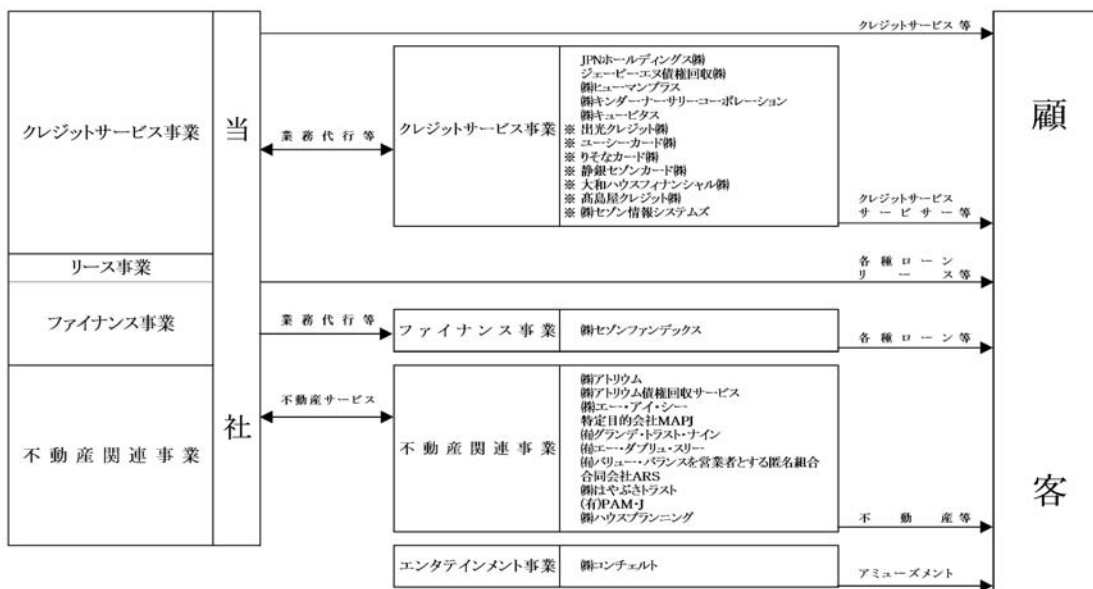 クレジットサービス事業
リース事業
ファイナンス事業
不動産関連事業
当
社
クレジットサービス等
業務代行等
クレジットサービス事業
JPNホールディングス㈱
ジェーピーエヌ債権回収㈱
㈱ヒューマンプラス
㈱キンダーナーサリーコーポレーション
㈱キュービタス
※ 出光クレジット㈱
※ ユーシーカード㈱
※ りそなカード㈱
※ 静銀セゾンカード㈱
※ 大和ハウスフィナンシャル㈱
※ 髙島屋クレジット㈱
※ ㈱セゾン情報システムズ
クレジットサービス
サービサー等
各種ローン
リース等
業務代行等
ファイナンス事業
㈱セゾンファンデックス
各種ローン等
不動産サービス
不動産関連事業
㈱アトリウム
㈱アトリウム債権回収サービス
㈱エー・アイ・シー
特定目的会社MAPJ
㈲グランデ・トラスト・ナイン
㈲エー・ダブリュ・スリー
㈲バリュー・バランスを営業者とする匿名組合
合同会社ARS
㈱はやぶさトラスト
(有)PAM・J
㈱ハウスプランニング
不動産等
エンタテインメント事業
㈱コンチェルト
アミューズメント
顧
客